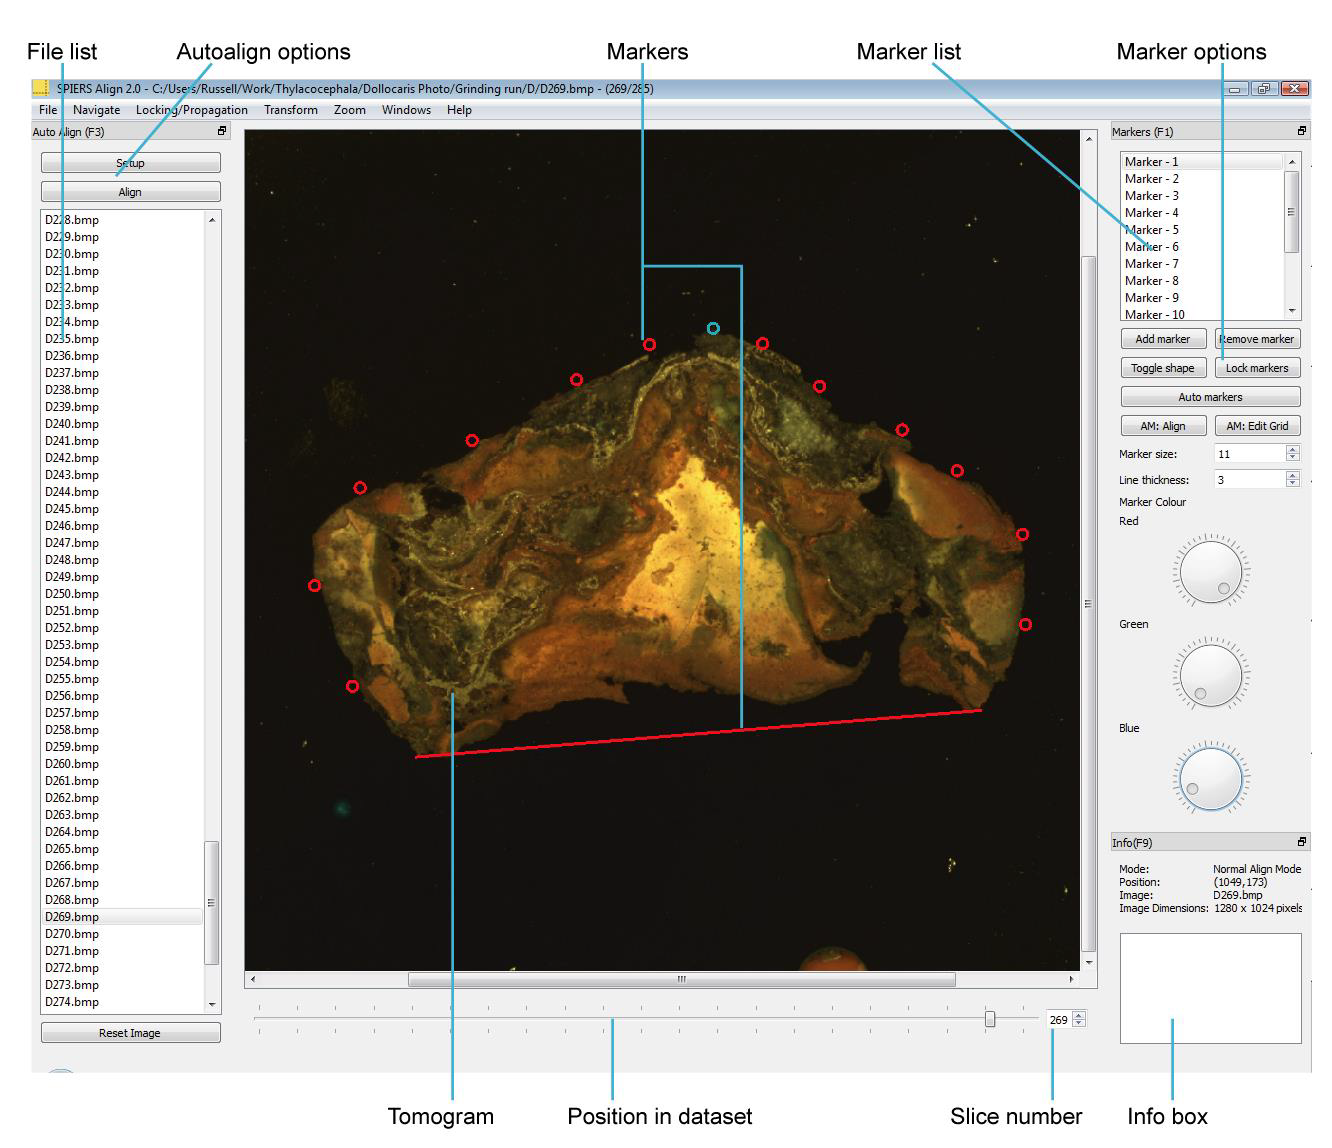 File list
Autoalign options
Markers
Marker list
Marker options
SPIERS Align 2.0 - C:/Users/Russell/Work/Thylacocephala/Dollocaris Photo/Grinding run/D/D269.bmp - (269/285)
File Navigate Locking/Propagation Transform Zoom Windows Help
Auto Align (F3)
Setup
Align
D228.bmp
D229.bmp
D230.bmp
D231.bmp
D232.bmp
D233.bmp
D234.bmp
D235.bmp
D236.bmp
D237.bmp
D238.bmp
D239.bmp
D240.bmp
D241.bmp
D242.bmp
D243.bmp
D244.bmp
D245.bmp
D246.bmp
D247.bmp
D248.bmp
D249.bmp
D250.bmp
D251.bmp
D252.bmp
D253.bmp
D254.bmp
D255.bmp
D256.bmp
D257.bmp
D258.bmp
D259.bmp
D260.bmp
D261.bmp
D262.bmp
D263.bmp
D264.bmp
D265.bmp
D266.bmp
D267.bmp
D268.bmp
D269.bmp
D270.bmp
D271.bmp
D272.bmp
D273.bmp
D274.bmp
Reset Image
269
Markers (F1)
Marker - 1
Marker - 2
Marker - 3
Marker - 4
Marker - 5
Marker - 6
Marker - 7
Marker - 8
Marker - 9
Marker - 10
Add marker Remove marker
Toggle shape Lock markers
Auto markers
AM: Align AM: Edit Grid
Marker size: 11
Line thickness: 3
Marker Colour
Red
Green
Blue
Info(F9)
Mode: Normal Align Mode
Position: (1049,173)
Image: D269.bmp
Image Dimensions: 1280 x 1024 pixels
Tomogram
Position in dataset
Slice number
Info box